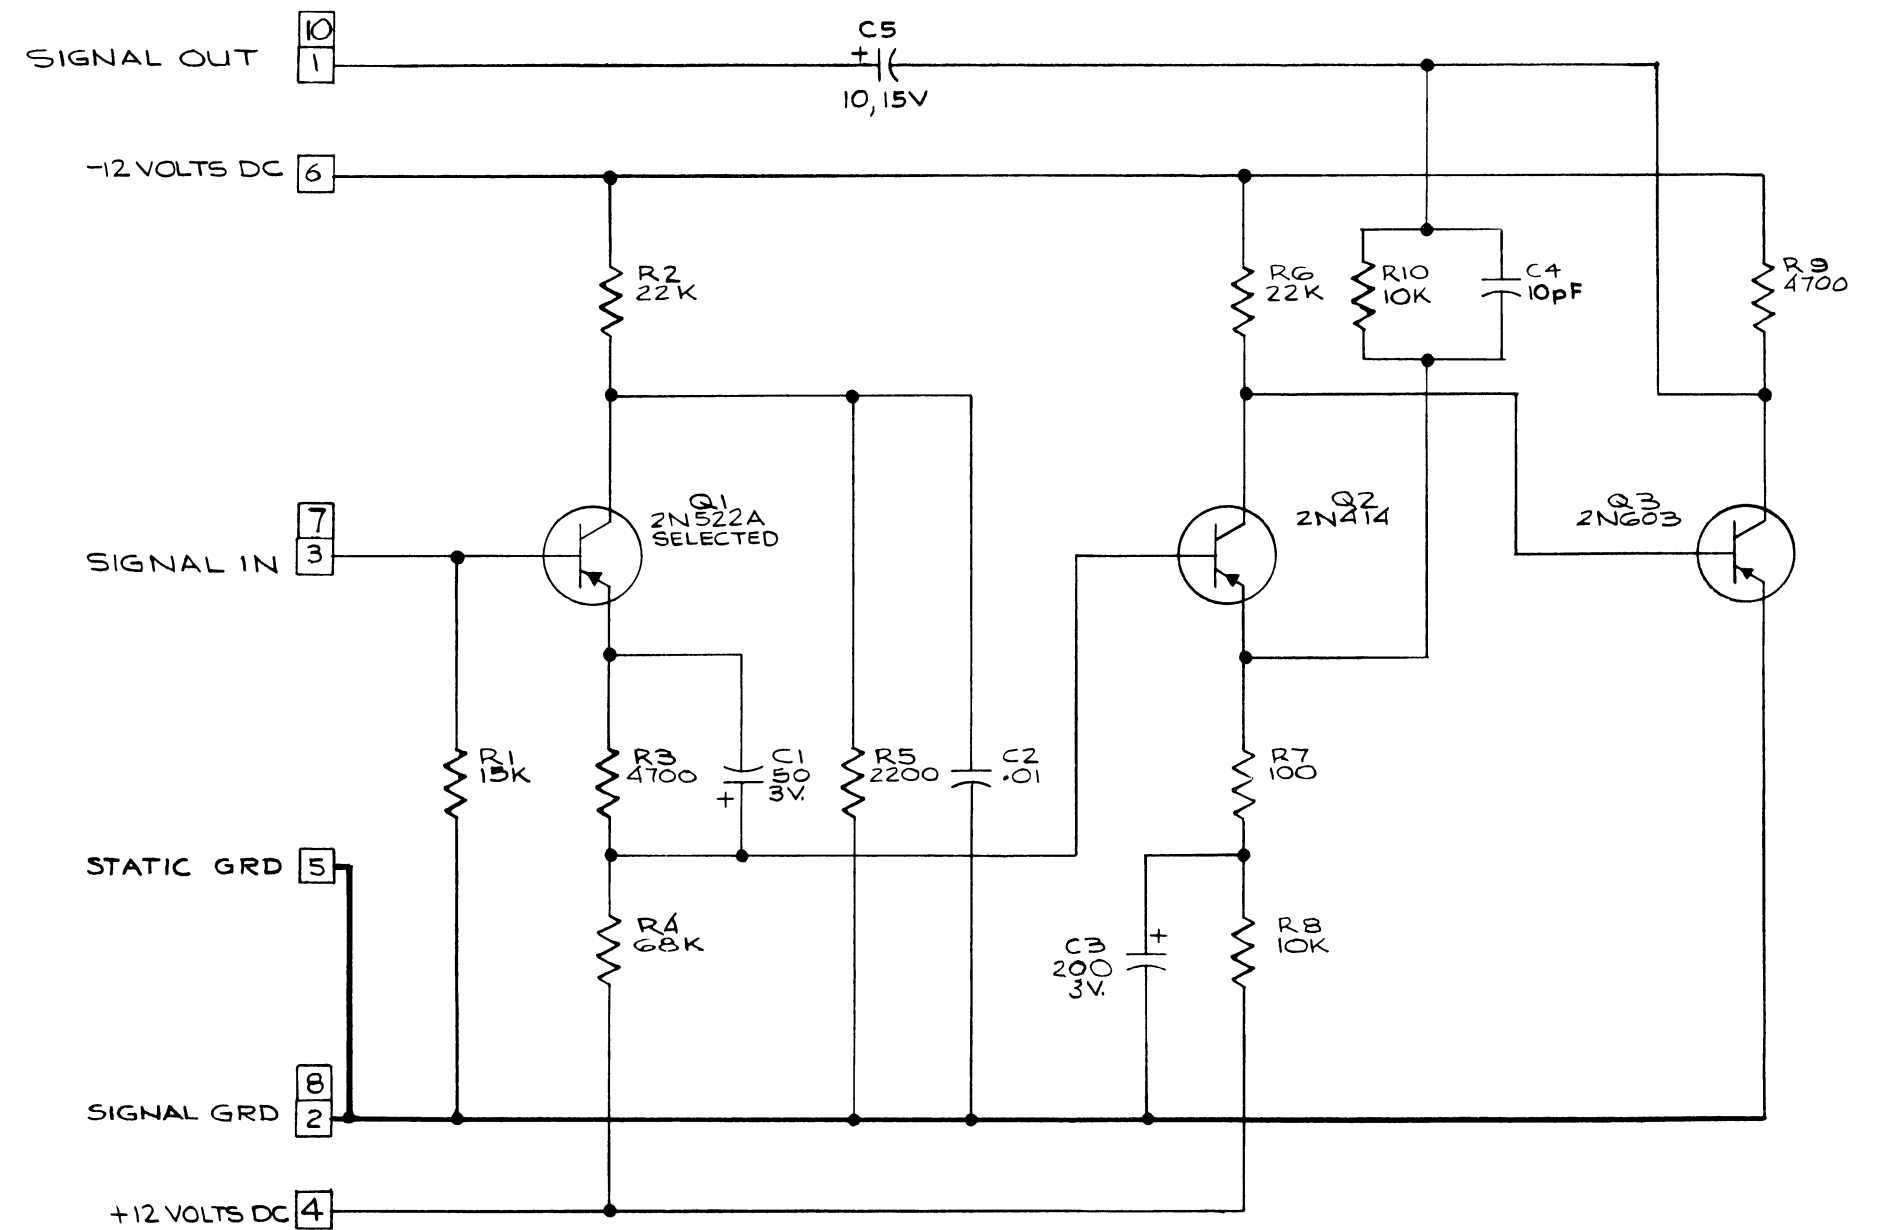 10
SIGNAL OUT 1
C5
+
10,15V
-12 VOLTS DC 6
R2
22K
R6
22K
R10
10K
C4
10pF
R9
4700
7
SIGNAL IN 3
Q1
2N522A
SELECTED
Q2
2N414
Q3
2N603
R1
15K
R3
4700
C1
50
3V.
+
R5
2200
C2
.01
R7
100
STATIC GRD 5
R4
68K
C3
200
3V.
+
R8
10K
8
SIGNAL GRD 2
+12 VOLTS DC 4